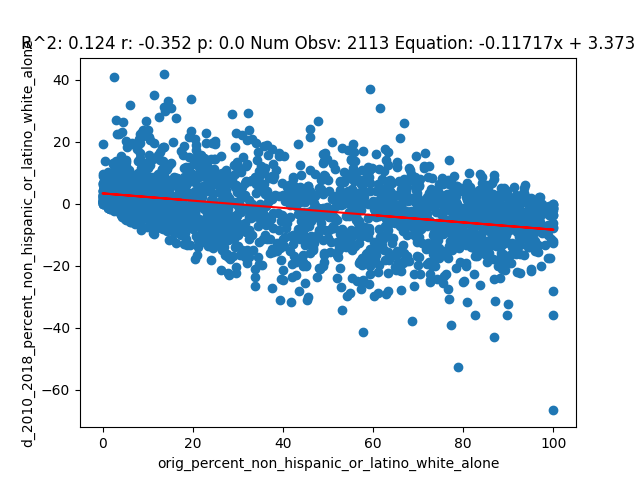 R^2: 0.124 r: -0.352 p: 0.0 Num Obsv: 2113 Equation: -0.11717x + 3.373
d_2010_2018_percent_non_hispanic_or_latino_white_alone
40
20
0
−20
−40
−60
0 20 40 60 80 100
orig_percent_non_hispanic_or_latino_white_alone